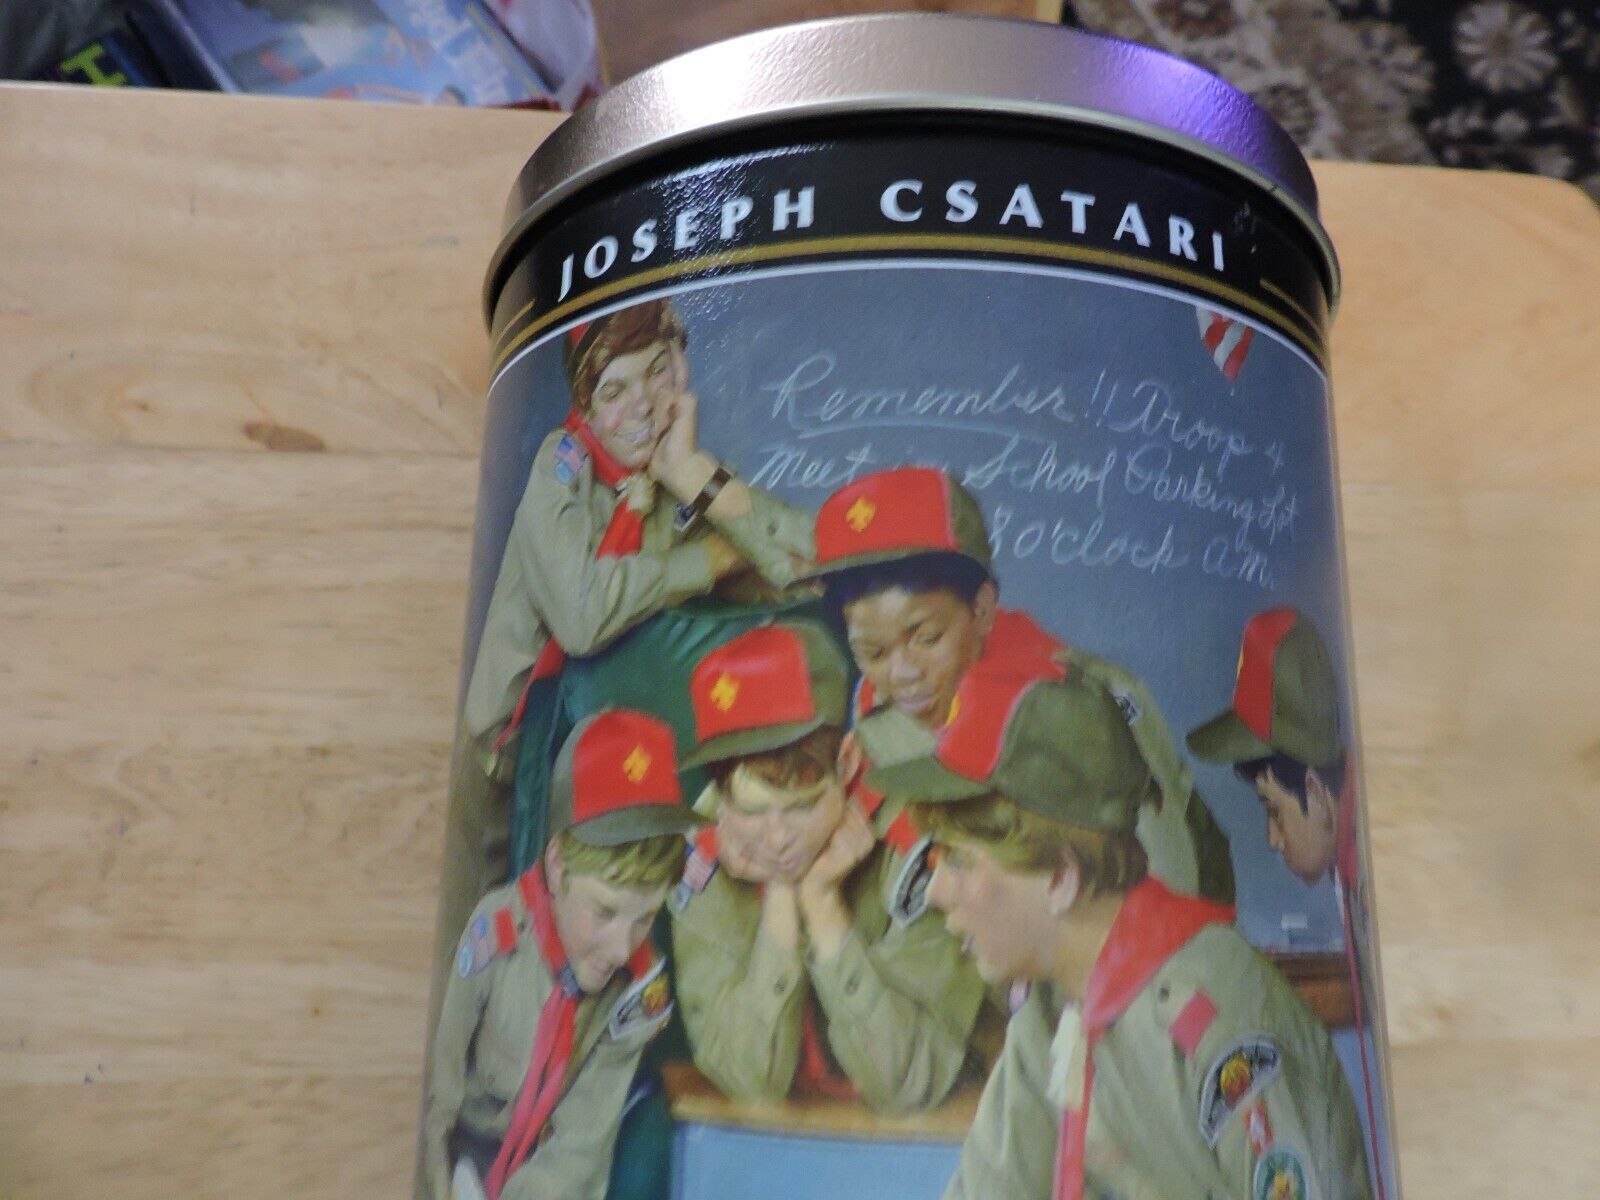 JOSEPH CSATARI
Remember!! Troop 4
Meet in School Parking Lot
8 o'clock a.m.